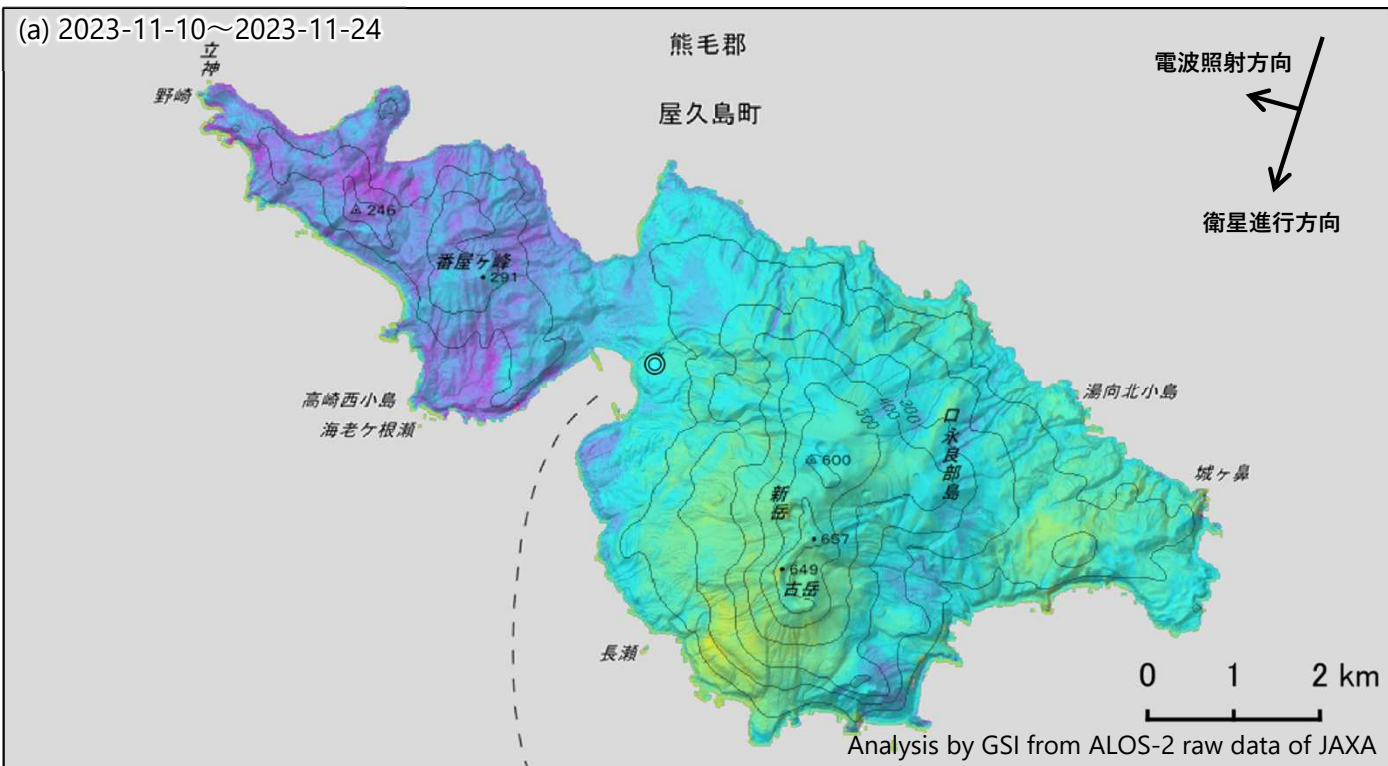 (a) 2023-11-10～2023-11-24
立神
野崎
熊毛郡
屋久島町
電波照射方向
衛星進行方向
246
番屋ヶ峰
291
高崎西小島
海老ケ根瀬
湯向北小島
300
400
500
口永良部島
600
城ヶ鼻
新岳
657
649
古岳
長瀬
0 1 2 km
Analysis by GSI from ALOS-2 raw data of JAXA